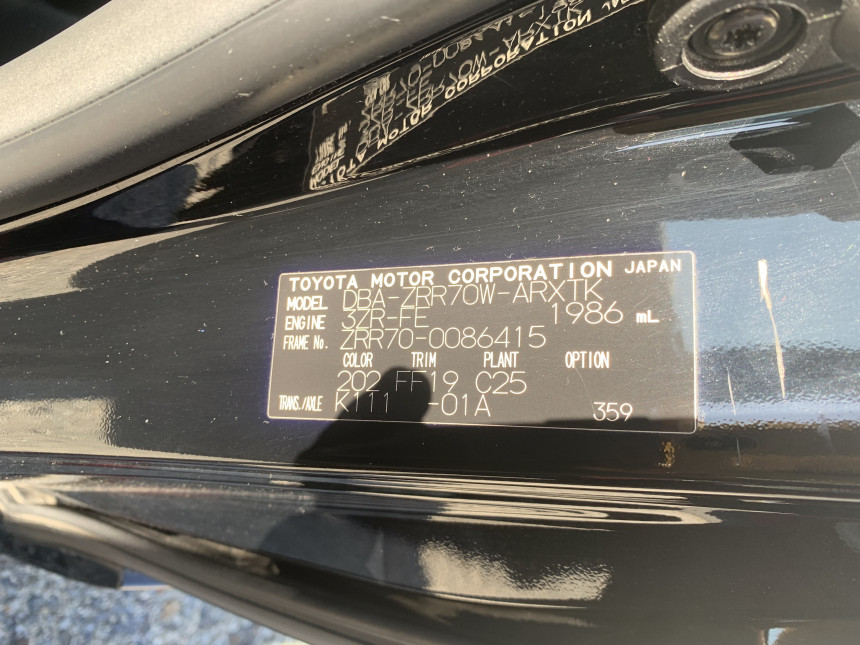 TOYOTA MOTOR CORPORATION JAPAN
MODEL DBA-ZRR70W-ARXTK
ENGINE 3ZR-FE 1986 mL
FRAME No. ZRR70-0086415
COLOR TRIM PLANT OPTION
202 FF19 C25
TRANS./AXLE K111 -01A 359